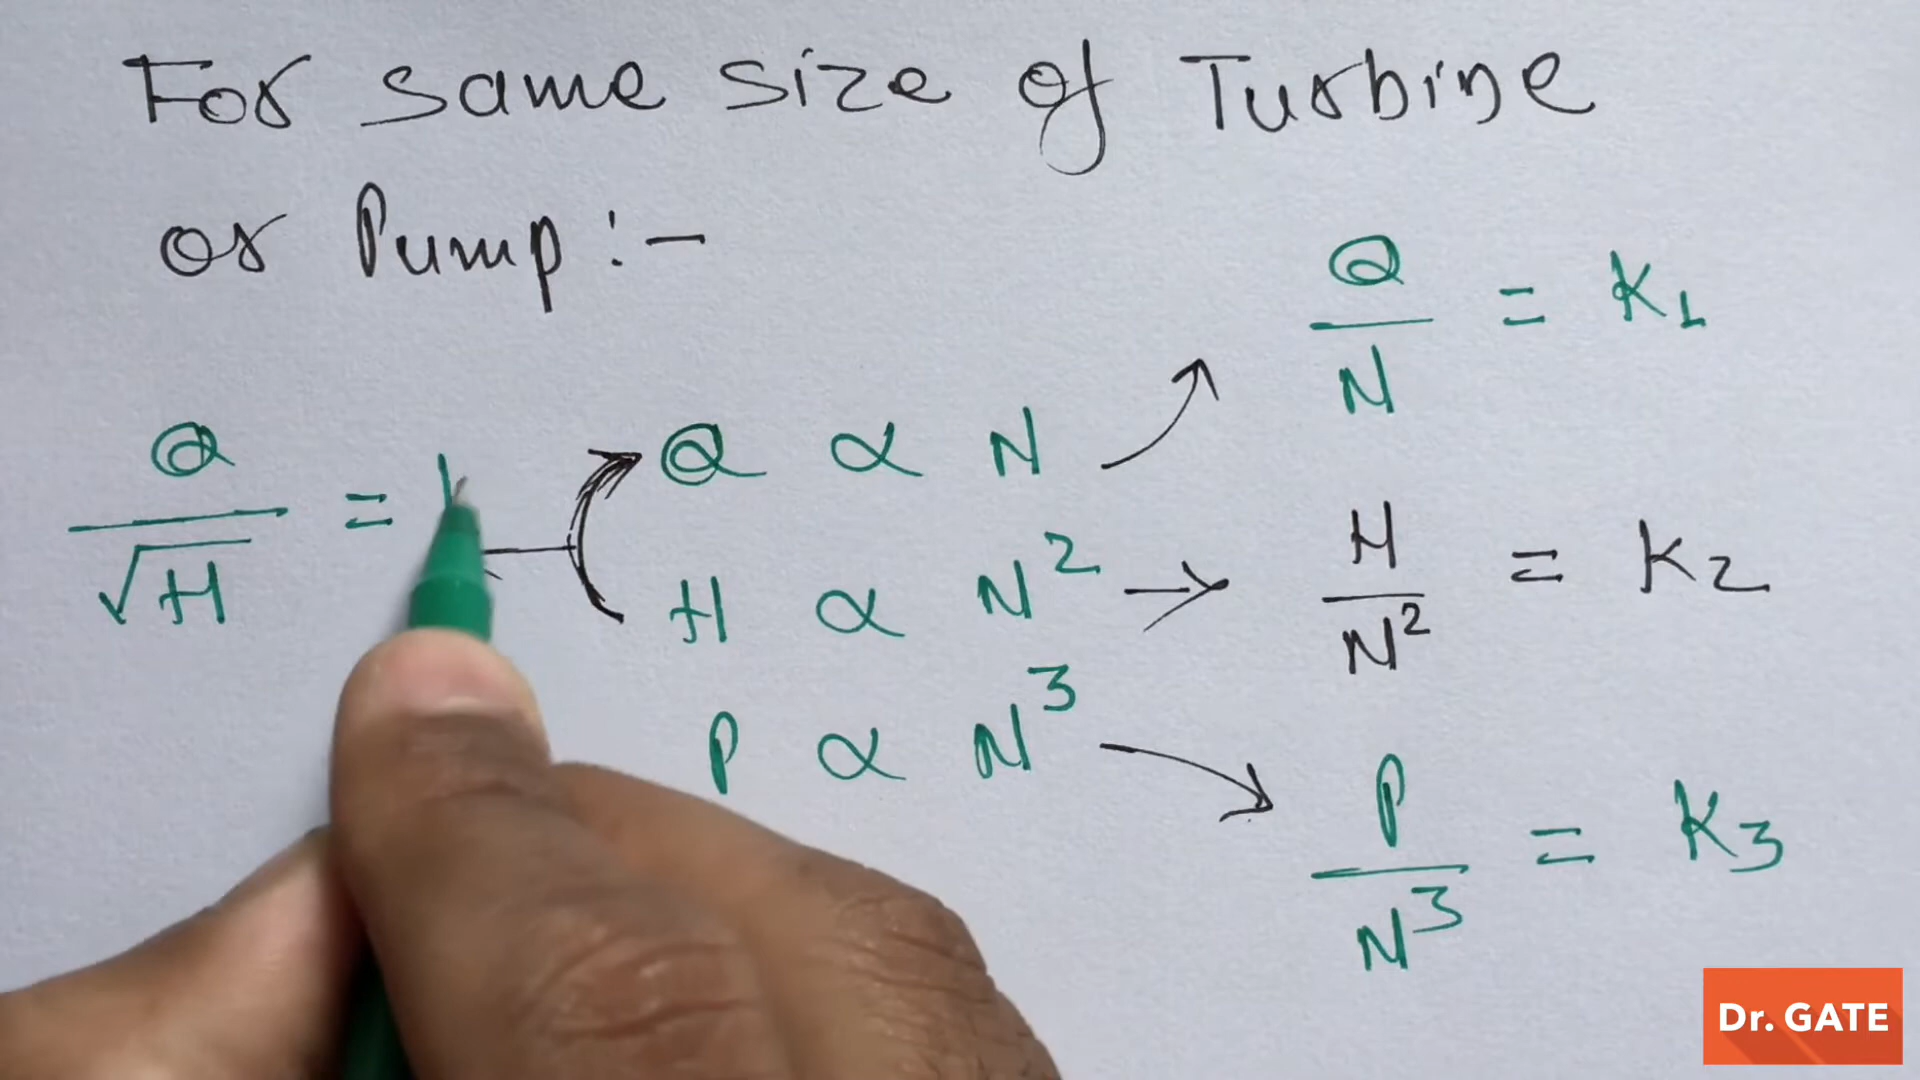 For same size of Turbine
or Pump :-
Q/N = K1
Q/√H =
Q ∝ N
H ∝ N²
H/N² = K2
P ∝ N³
P/N³ = K3
Dr. GATE